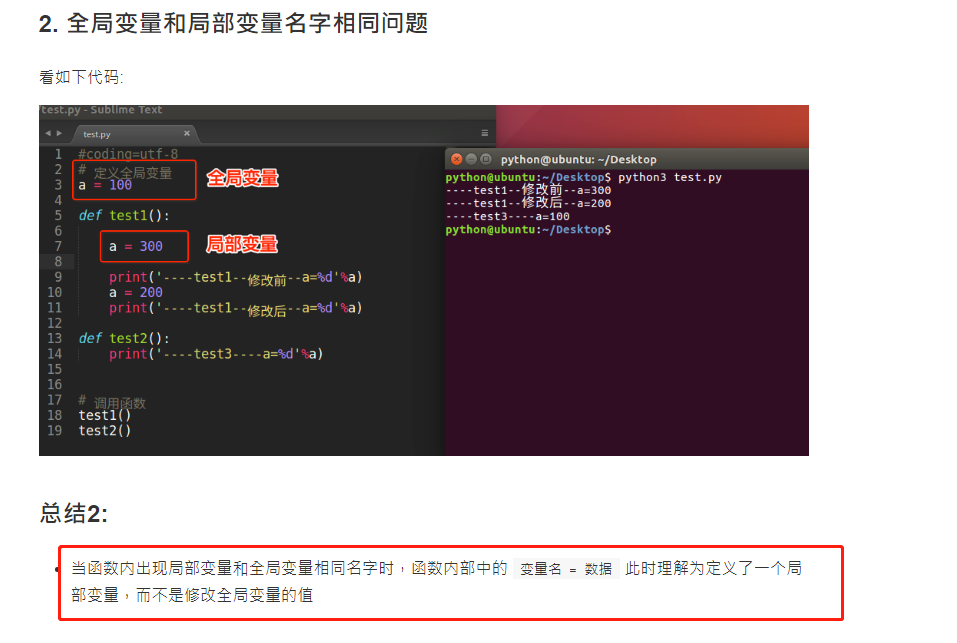 2. 全局变量和局部变量名字相同问题
看如下代码:
test.py - Sublime Text
test.py
1 #coding=utf-8
2 # 定义全局变量
3 a = 100
全局变量
4
5 def test1():
6
7 a = 300
局部变量
8
9 print('----test1--修改前--a=%d'%a)
10 a = 200
11 print('----test1--修改后--a=%d'%a)
12
13 def test2():
14 print('----test3----a=%d'%a)
15
16
17 # 调用函数
18 test1()
19 test2()
python@ubuntu: ~/Desktop
python@ubuntu:~/Desktop$ python3 test.py
----test1--修改前--a=300
----test1--修改后--a=200
----test3----a=100
python@ubuntu:~/Desktop$
总结2:
当函数内出现局部变量和全局变量相同名字时，函数内部中的 变量名 = 数据 此时理解为定义了一个局
部变量，而不是修改全局变量的值